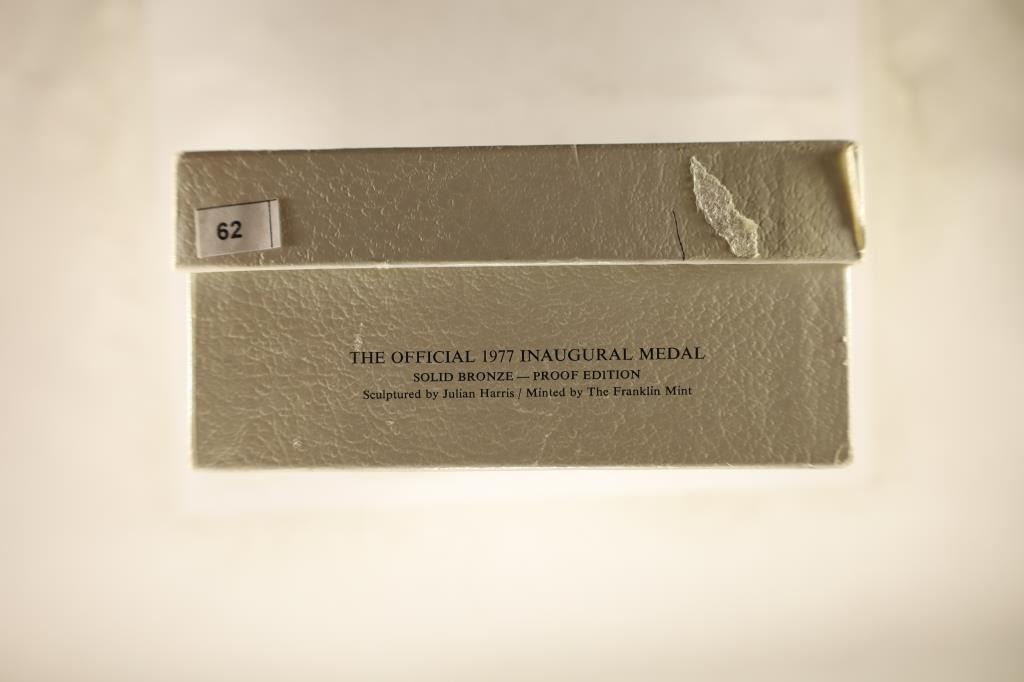 62
THE OFFICIAL 1977 INAUGURAL MEDAL
SOLID BRONZE — PROOF EDITION
Sculptured by Julian Harris / Minted by The Franklin Mint